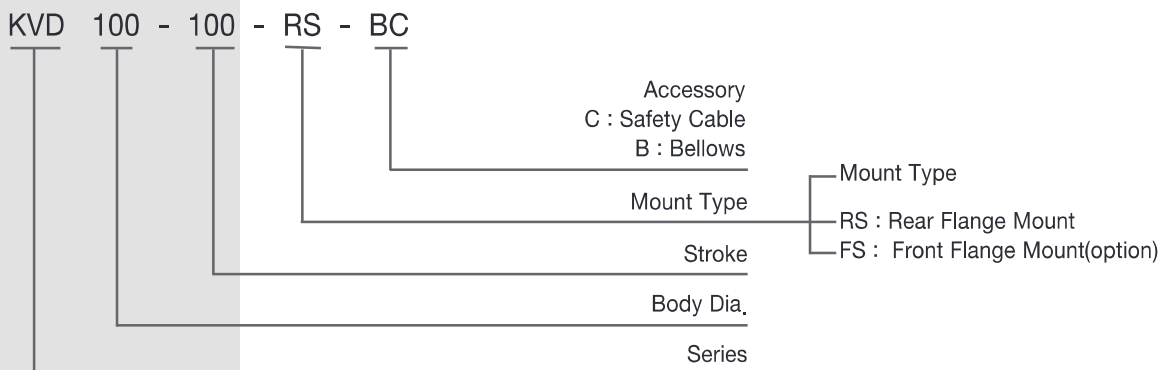 KVD 100 - 100 - RS - BC
Accessory
C : Safety Cable
B : Bellows
Mount Type
Mount Type
RS : Rear Flange Mount
FS : Front Flange Mount(option)
Stroke
Body Dia.
Series